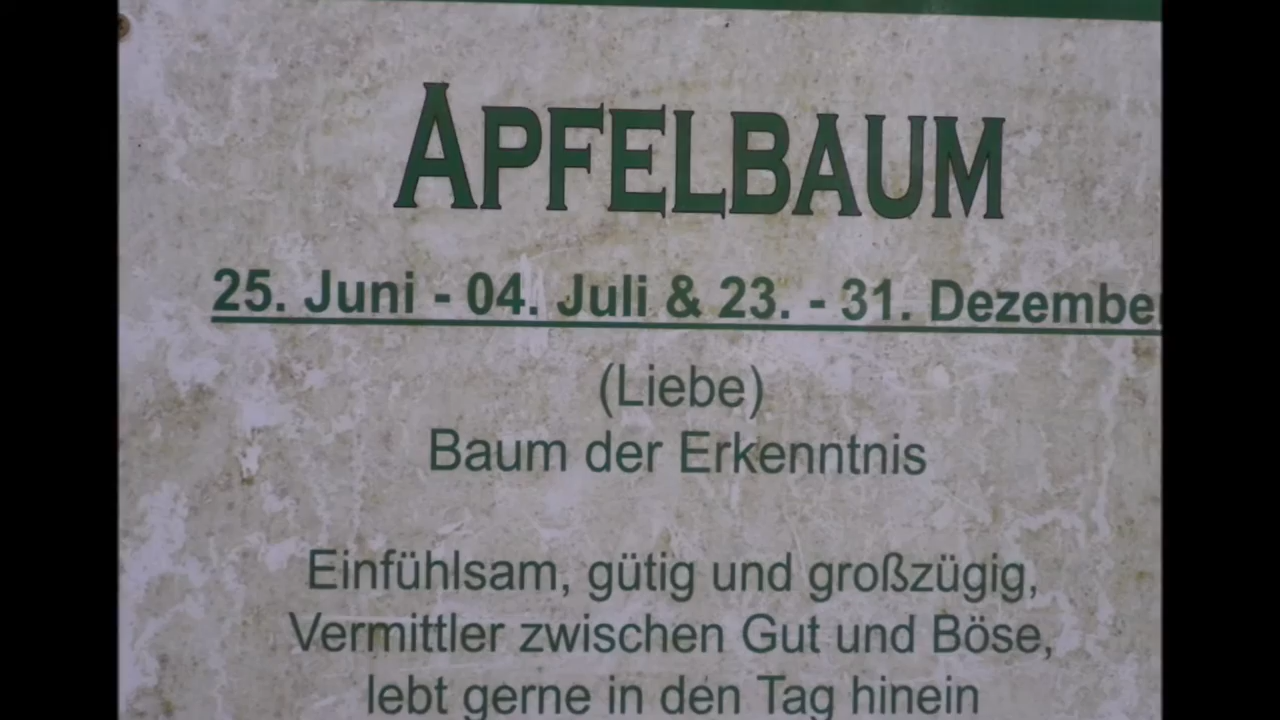 APFELBAUM
25. Juni - 04. Juli & 23. - 31. Dezember
(Liebe)
Baum der Erkenntnis
Einfühlsam, gütig und großzügig,
Vermittler zwischen Gut und Böse,
lebt gerne in den Tag hinein